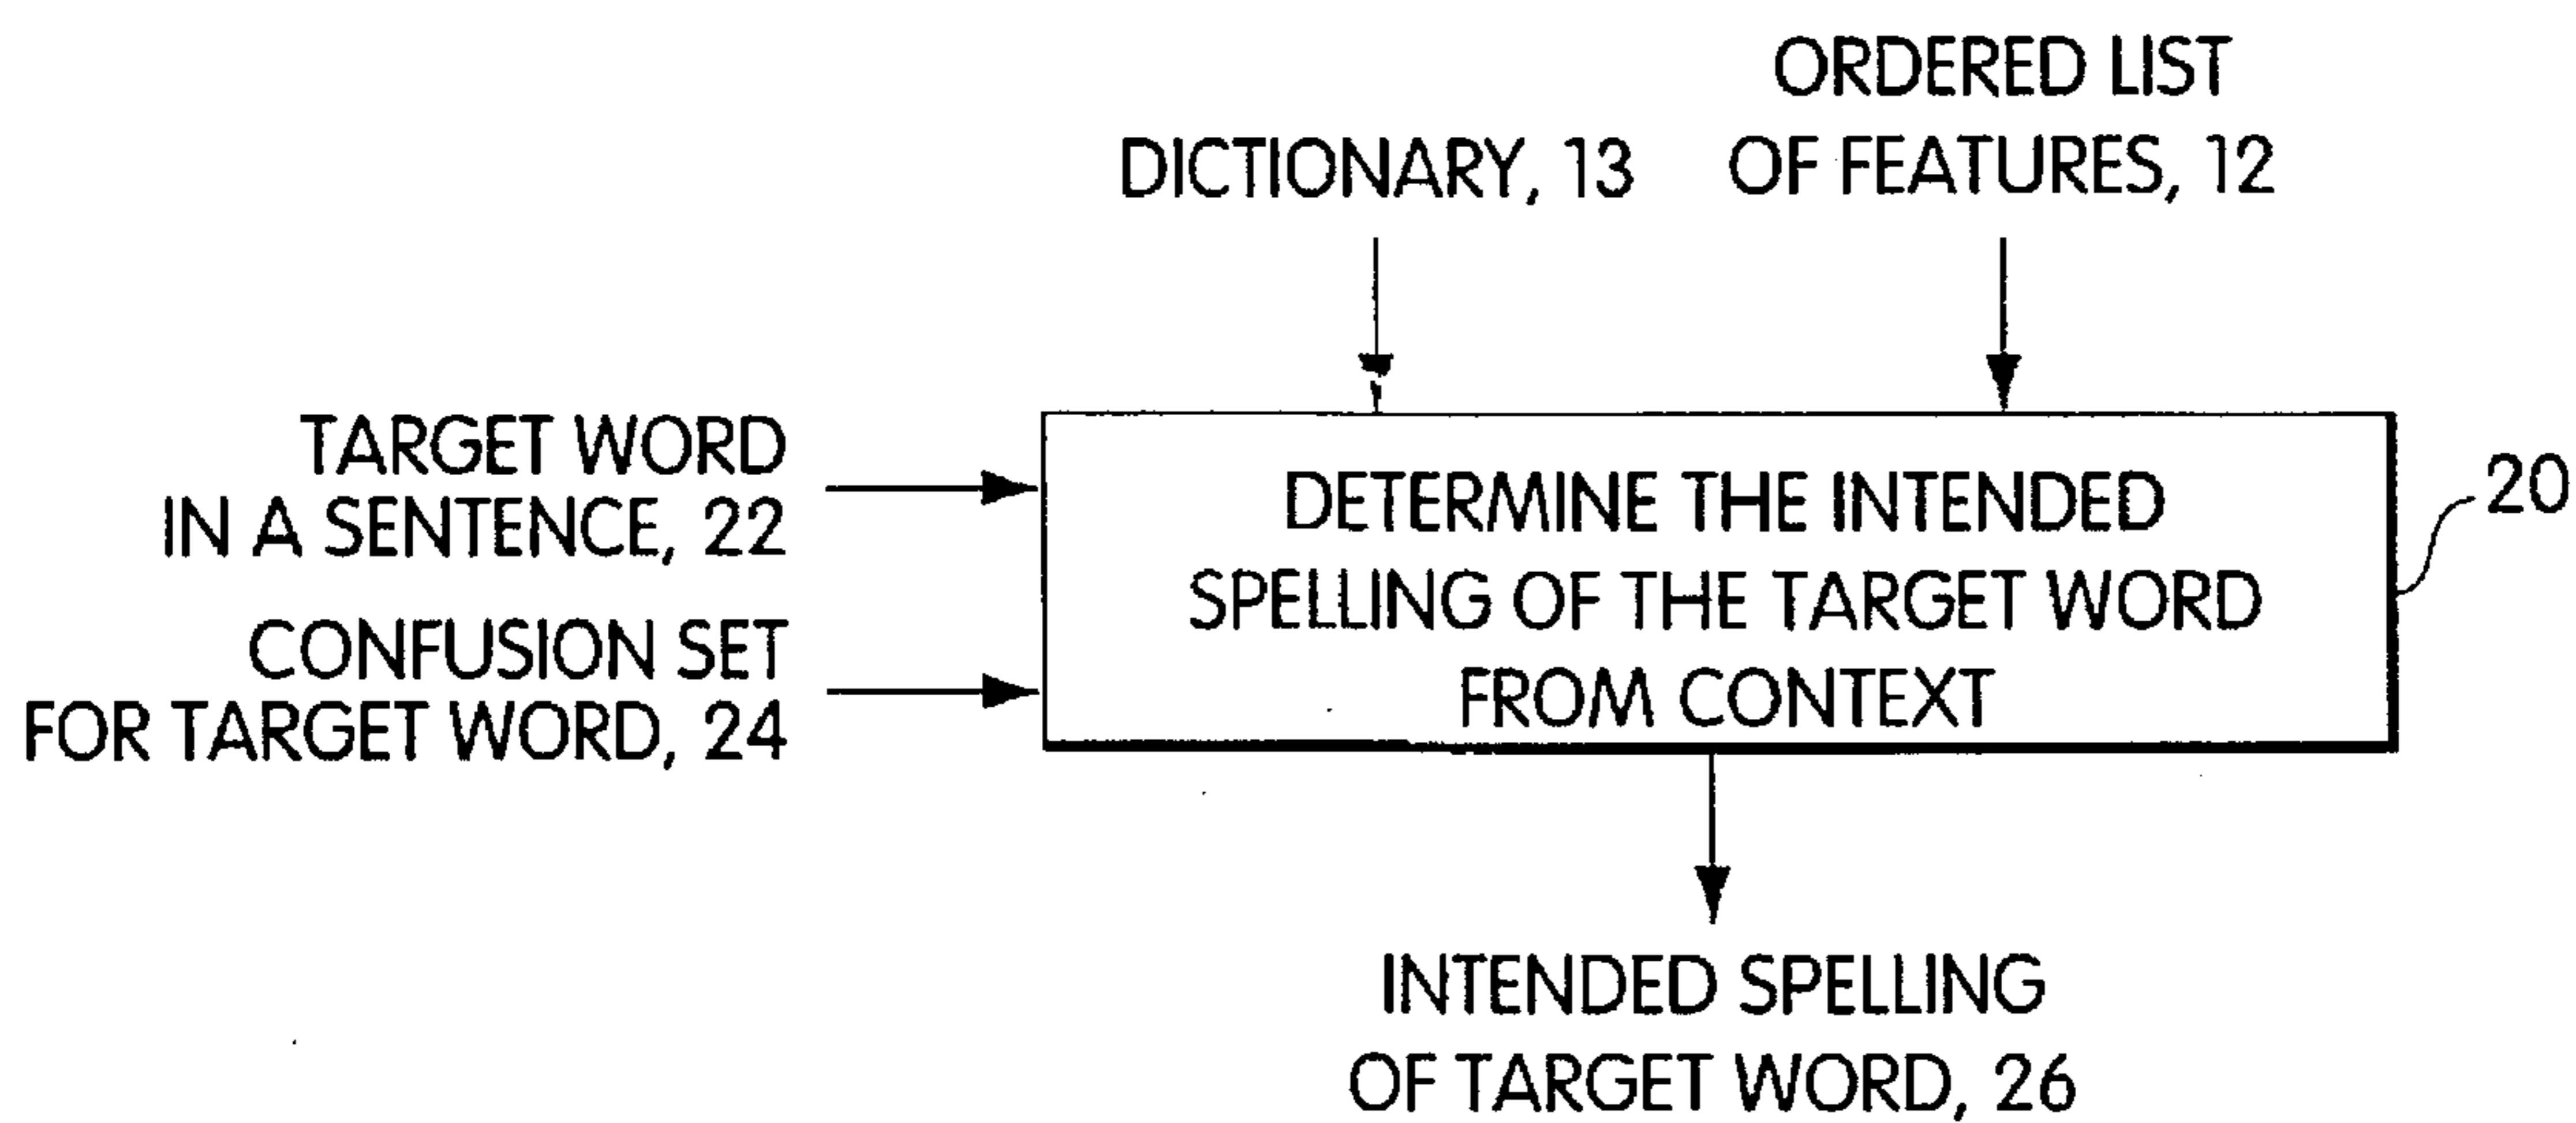 ORDERED LIST
OF FEATURES, 12
DICTIONARY, 13
TARGET WORD
IN A SENTENCE, 22
CONFUSION SET
FOR TARGET WORD, 24
DETERMINE THE INTENDED
SPELLING OF THE TARGET WORD
FROM CONTEXT
20
INTENDED SPELLING
OF TARGET WORD, 26